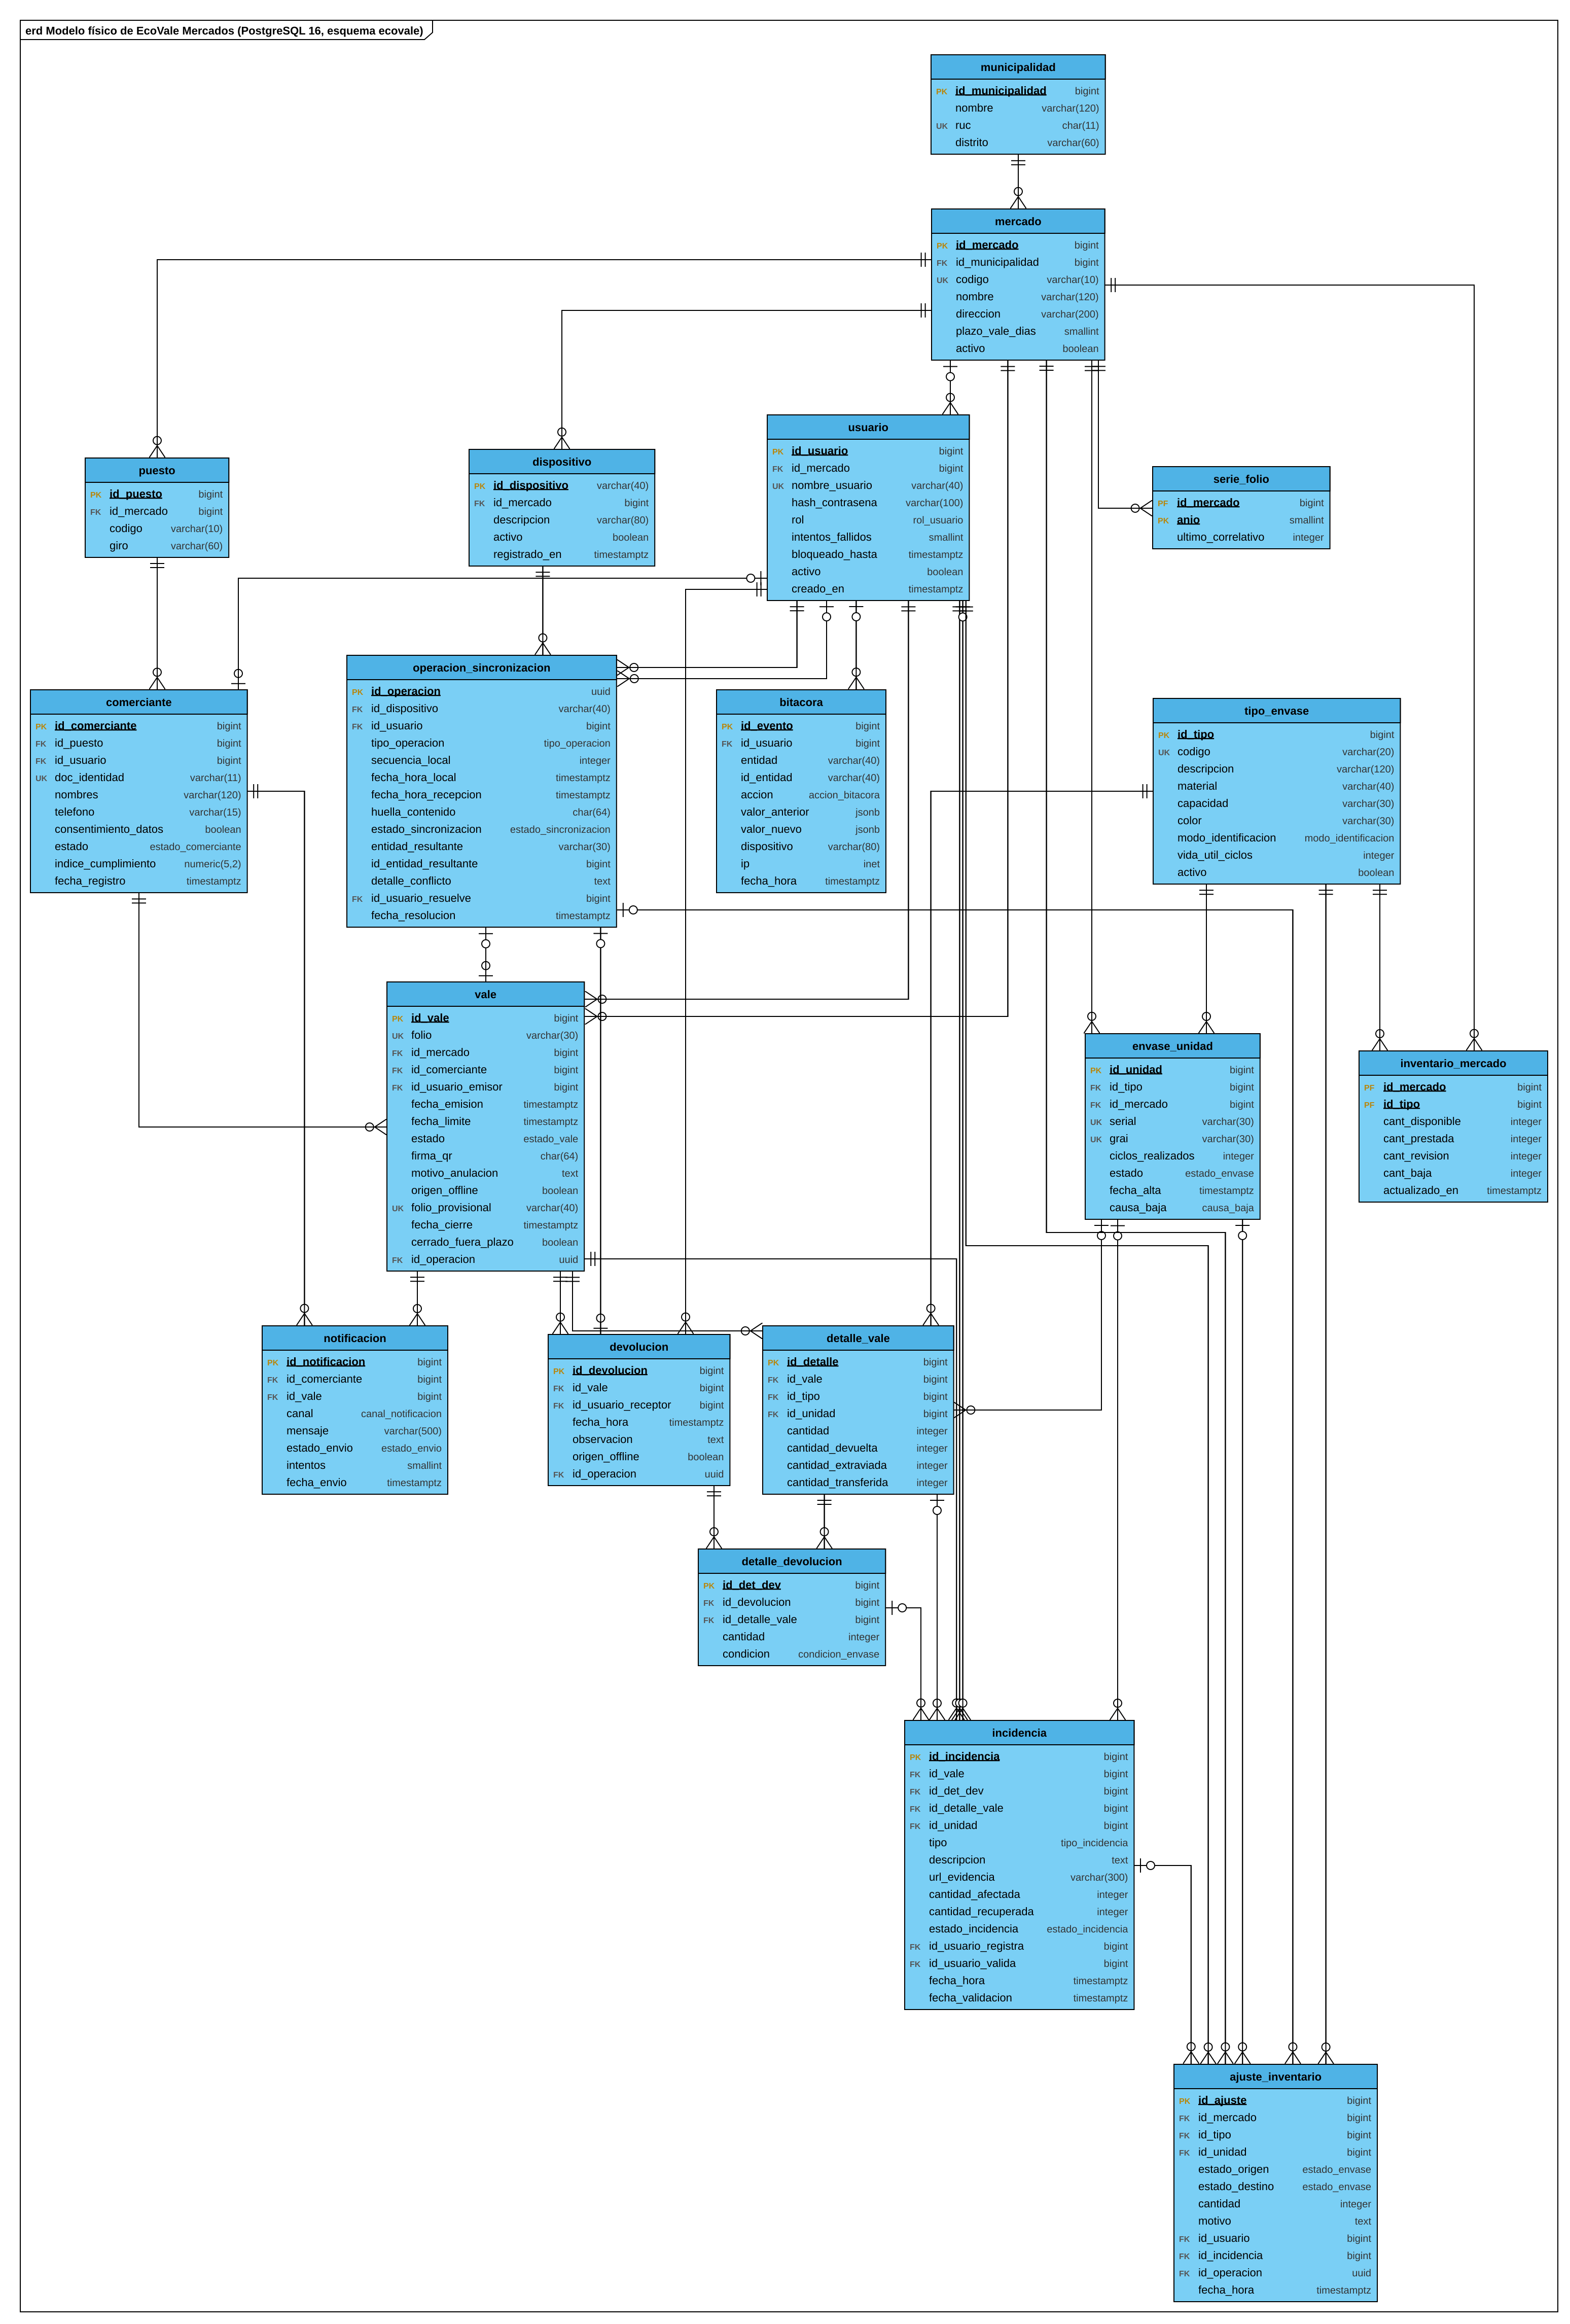 erd Modelo físico de EcoVale Mercados (PostgreSQL 16, esquema ecovale)
municipalidad
PK id_municipalidad bigint
nombre varchar(120)
UK ruc char(11)
distrito varchar(60)
mercado
PK id_mercado bigint
FK id_municipalidad bigint
UK codigo varchar(10)
nombre varchar(120)
direccion varchar(200)
plazo_vale_dias smallint
activo boolean
usuario
PK id_usuario bigint
FK id_mercado bigint
UK nombre_usuario varchar(40)
hash_contrasena varchar(100)
rol rol_usuario
intentos_fallidos smallint
bloqueado_hasta timestamptz
activo boolean
creado_en timestamptz
dispositivo
PK id_dispositivo varchar(40)
FK id_mercado bigint
descripcion varchar(80)
activo boolean
registrado_en timestamptz
puesto
PK id_puesto bigint
FK id_mercado bigint
codigo varchar(10)
giro varchar(60)
serie_folio
PF id_mercado bigint
PK anio smallint
ultimo_correlativo integer
operacion_sincronizacion
PK id_operacion uuid
FK id_dispositivo varchar(40)
FK id_usuario bigint
tipo_operacion tipo_operacion
secuencia_local integer
fecha_hora_local timestamptz
fecha_hora_recepcion timestamptz
huella_contenido char(64)
estado_sincronizacion estado_sincronizacion
entidad_resultante varchar(30)
id_entidad_resultante bigint
detalle_conflicto text
FK id_usuario_resuelve bigint
fecha_resolucion timestamptz
comerciante
PK id_comerciante bigint
FK id_puesto bigint
FK id_usuario bigint
UK doc_identidad varchar(11)
nombres varchar(120)
telefono varchar(15)
consentimiento_datos boolean
estado estado_comerciante
indice_cumplimiento numeric(5,2)
fecha_registro timestamptz
bitacora
PK id_evento bigint
FK id_usuario bigint
entidad varchar(40)
id_entidad varchar(40)
accion accion_bitacora
valor_anterior jsonb
valor_nuevo jsonb
dispositivo varchar(80)
ip inet
fecha_hora timestamptz
tipo_envase
PK id_tipo bigint
UK codigo varchar(20)
descripcion varchar(120)
material varchar(40)
capacidad varchar(30)
color varchar(30)
modo_identificacion modo_identificacion
vida_util_ciclos integer
activo boolean
vale
PK id_vale bigint
UK folio varchar(30)
FK id_mercado bigint
FK id_comerciante bigint
FK id_usuario_emisor bigint
fecha_emision timestamptz
fecha_limite timestamptz
estado estado_vale
firma_qr char(64)
motivo_anulacion text
origen_offline boolean
UK folio_provisional varchar(40)
fecha_cierre timestamptz
cerrado_fuera_plazo boolean
FK id_operacion uuid
envase_unidad
PK id_unidad bigint
FK id_tipo bigint
FK id_mercado bigint
UK serial varchar(30)
UK grai varchar(30)
ciclos_realizados integer
estado estado_envase
fecha_alta timestamptz
causa_baja causa_baja
inventario_mercado
PF id_mercado bigint
PF id_tipo bigint
cant_disponible integer
cant_prestada integer
cant_revision integer
cant_baja integer
actualizado_en timestamptz
notificacion
PK id_notificacion bigint
FK id_comerciante bigint
FK id_vale bigint
canal canal_notificacion
mensaje varchar(500)
estado_envio estado_envio
intentos smallint
fecha_envio timestamptz
devolucion
PK id_devolucion bigint
FK id_vale bigint
FK id_usuario_receptor bigint
fecha_hora timestamptz
observacion text
origen_offline boolean
FK id_operacion uuid
detalle_vale
PK id_detalle bigint
FK id_vale bigint
FK id_tipo bigint
FK id_unidad bigint
cantidad integer
cantidad_devuelta integer
cantidad_extraviada integer
cantidad_transferida integer
detalle_devolucion
PK id_det_dev bigint
FK id_devolucion bigint
FK id_detalle_vale bigint
cantidad integer
condicion condicion_envase
incidencia
PK id_incidencia bigint
FK id_vale bigint
FK id_det_dev bigint
FK id_detalle_vale bigint
FK id_unidad bigint
tipo tipo_incidencia
descripcion text
url_evidencia varchar(300)
cantidad_afectada integer
cantidad_recuperada integer
estado_incidencia estado_incidencia
FK id_usuario_registra bigint
FK id_usuario_valida bigint
fecha_hora timestamptz
fecha_validacion timestamptz
ajuste_inventario
PK id_ajuste bigint
FK id_mercado bigint
FK id_tipo bigint
FK id_unidad bigint
estado_origen estado_envase
estado_destino estado_envase
cantidad integer
motivo text
FK id_usuario bigint
FK id_incidencia bigint
FK id_operacion uuid
fecha_hora timestamptz